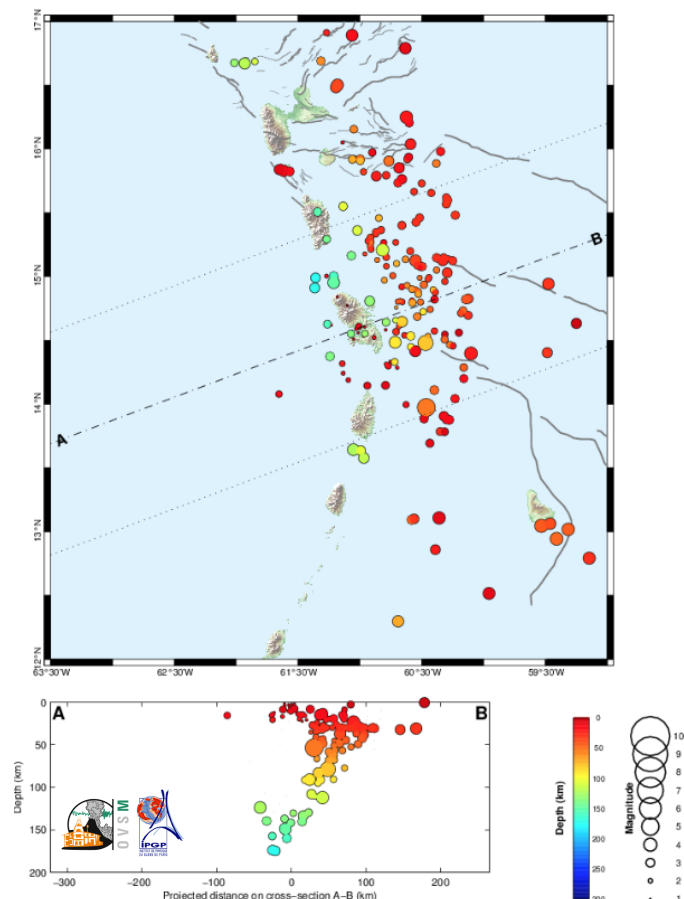 17°N
16°N
15°N
14°N
13°N
12°N
63°30'W
62°30'W
61°30'W
60°30'W
59°30'W
A
B
A
B
0
50
100
150
200
Depth (km)
−300
−200
−100
0
100
200
Projected distance on cross−section A−B (km)
OVSM
IPGP
0
50
100
150
200
250
300
Depth (km)
Magnitude
10
9
8
7
6
5
4
3
2
1